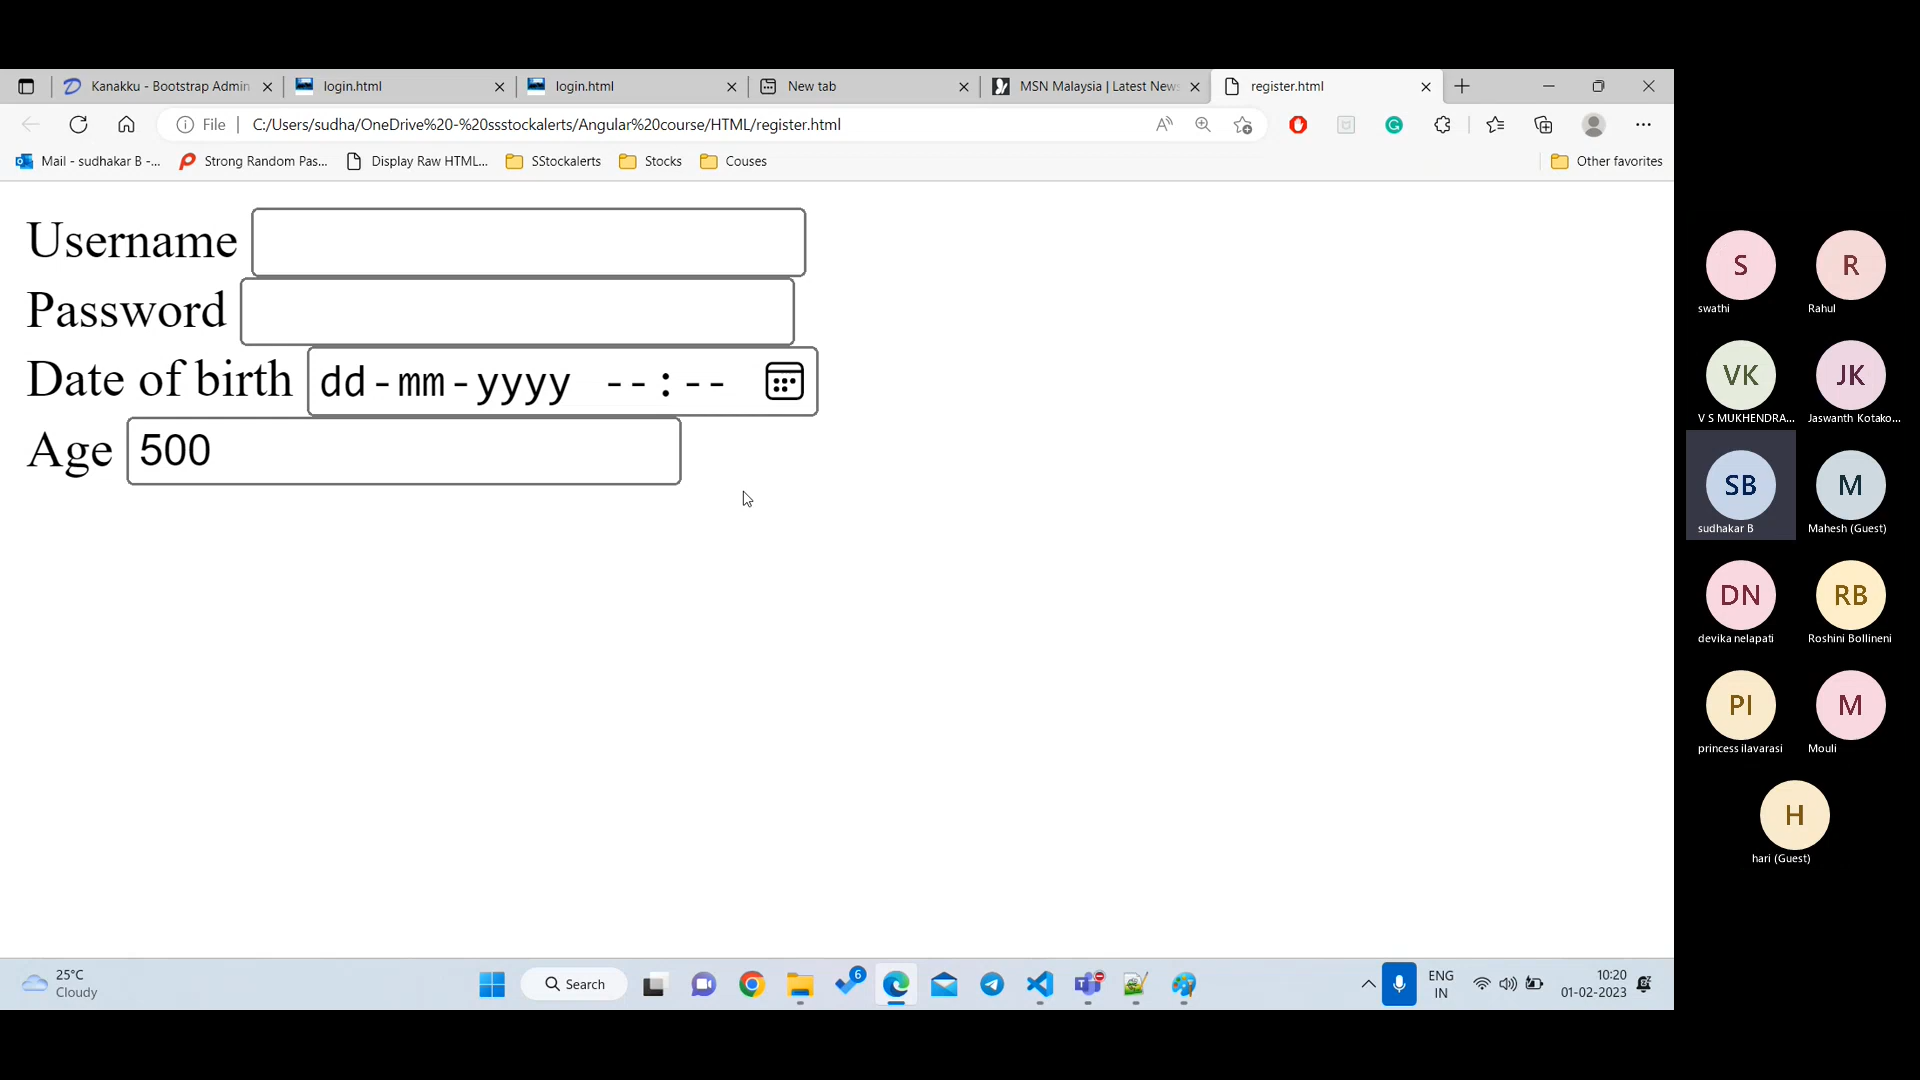 Kanakku - Bootstrap Admin
login.html
login.html
New tab
MSN Malaysia | Latest News
register.html
File
C:/Users/sudha/OneDrive%20-%20ssstockalerts/Angular%20course/HTML/register.html
Mail - sudhakar B -...
Strong Random Pas...
Display Raw HTML...
SStockalerts
Stocks
Couses
Other favorites
Username
Password
Date of birth dd-mm-yyyy --:--
Age 500
S
swathi
R
Rahul
VK
V S MUKHENDRA...
JK
Jaswanth Kotako...
SB
sudhakar B
M
Mahesh (Guest)
DN
devika nelapati
RB
Roshini Bollineni
PI
princess ilavarasi
M
Mouli
H
hari (Guest)
25°C
Cloudy
Search
6
ENG
IN
10:20
01-02-2023